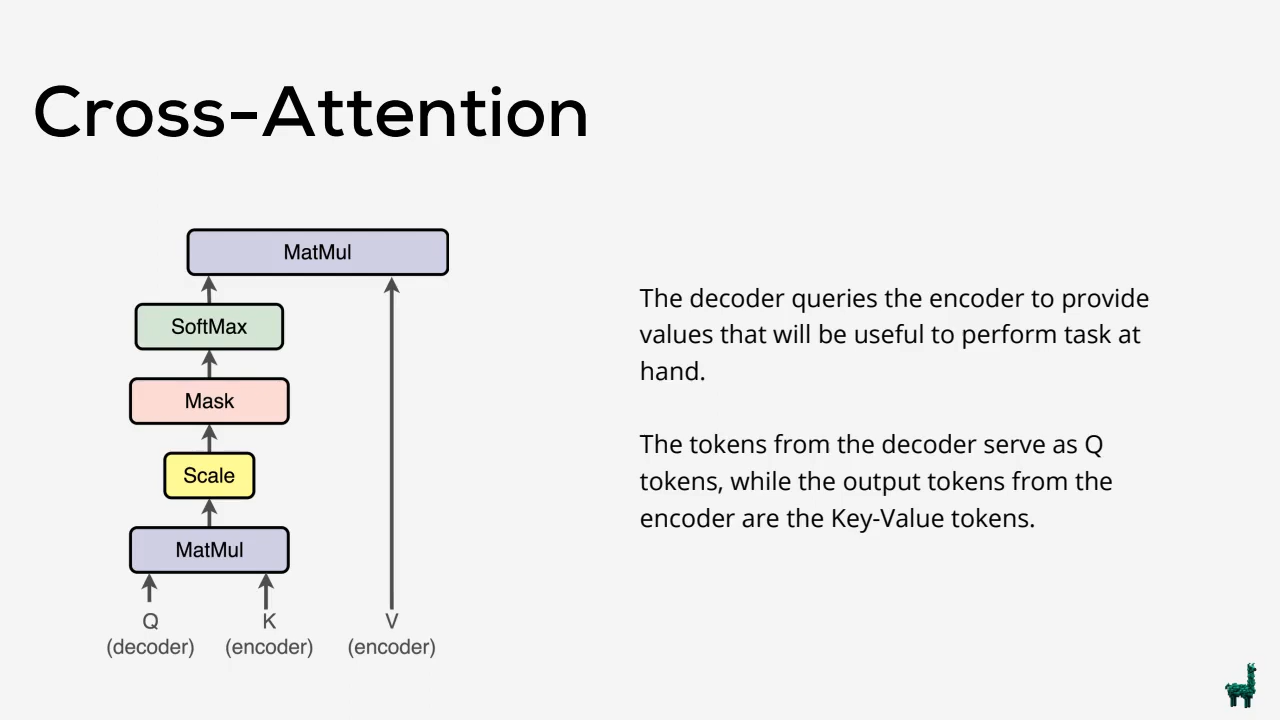 Cross-Attention
MatMul
SoftMax
Mask
Scale
MatMul
Q K V
(decoder) (encoder) (encoder)
The decoder queries the encoder to provide
values that will be useful to perform task at
hand.
The tokens from the decoder serve as Q
tokens, while the output tokens from the
encoder are the Key-Value tokens.